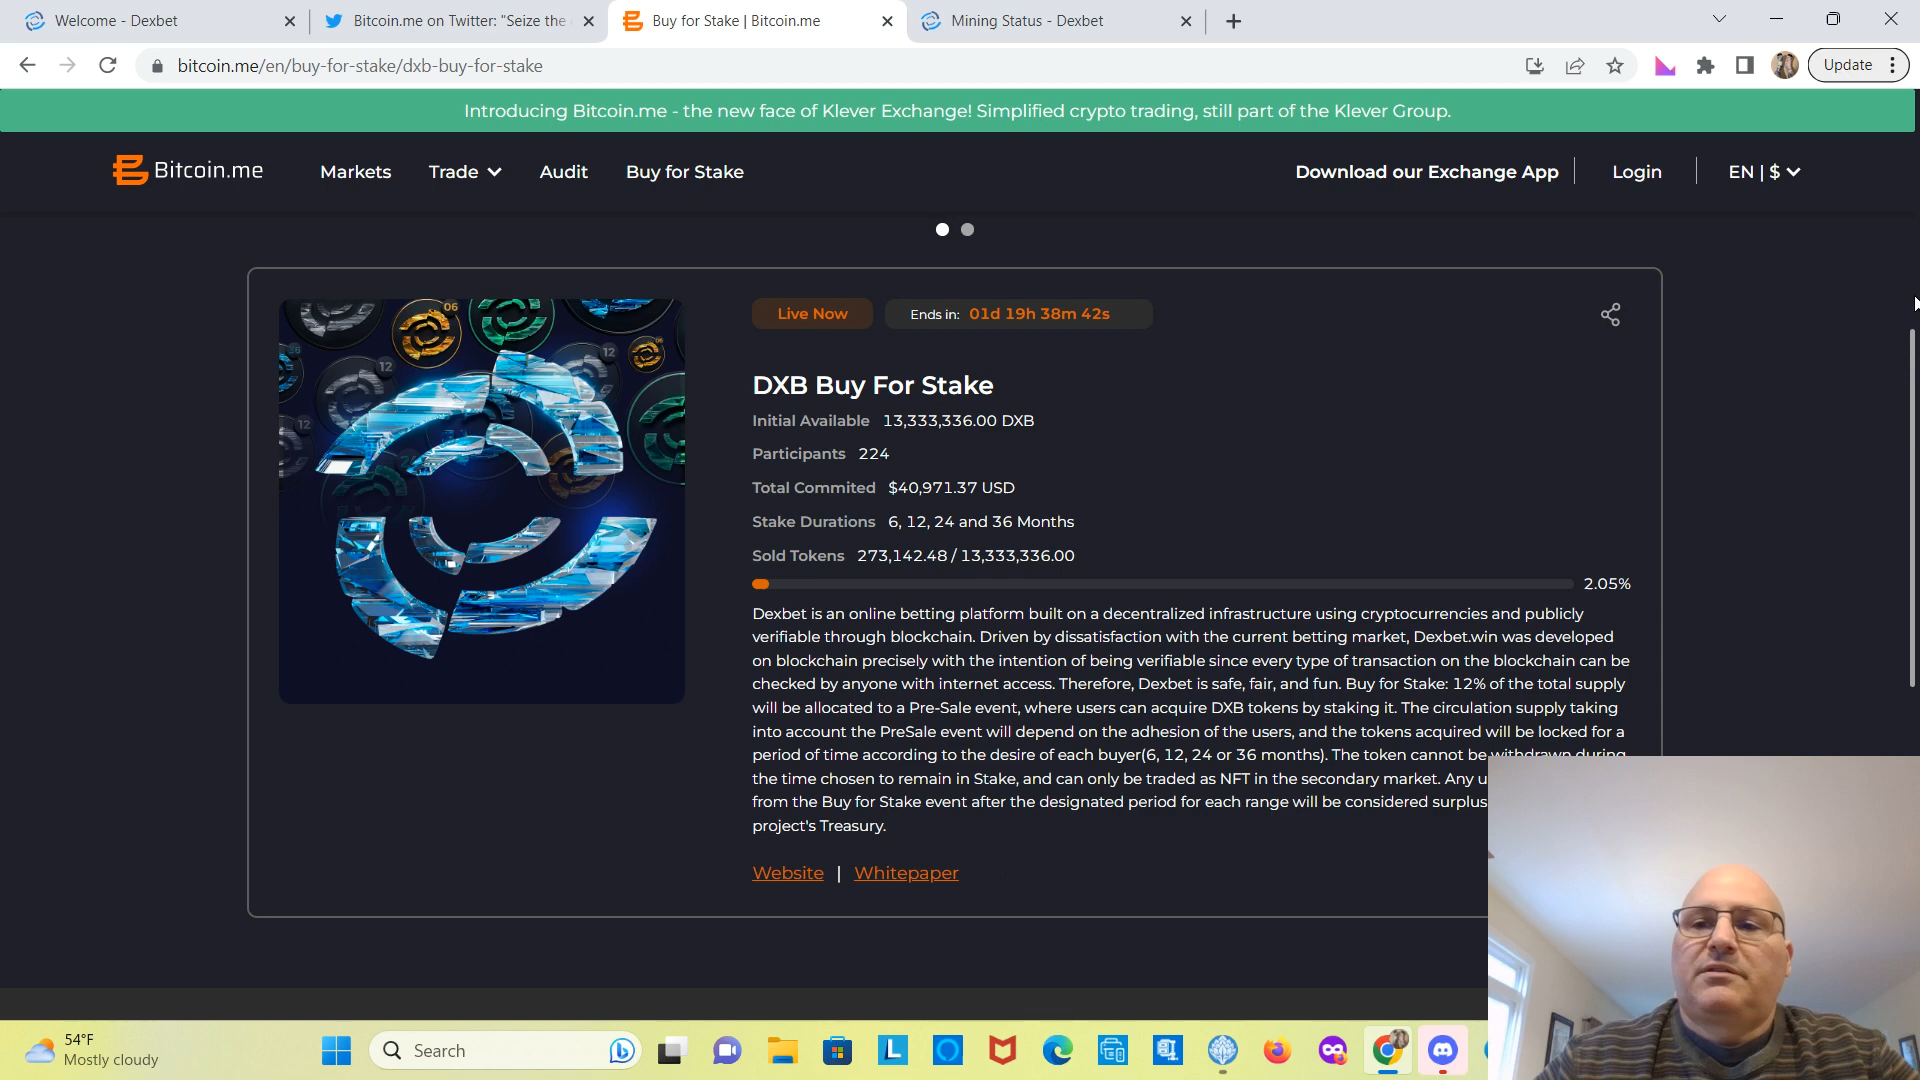 Welcome - Dexbet
Bitcoin.me on Twitter: "Seize the
Buy for Stake | Bitcoin.me
Mining Status - Dexbet
bitcoin.me/en/buy-for-stake/dxb-buy-for-stake
Update
Introducing Bitcoin.me - the new face of Klever Exchange! Simplified crypto trading, still part of the Klever Group.
Bitcoin.me
Markets
Trade
Audit
Buy for Stake
Download our Exchange App
Login
EN | $
Live Now
Ends in: 01d 19h 38m 42s
06
12
12
12
DXB Buy For Stake
Initial Available 13,333,336.00 DXB
Participants 224
Total Commited $40,971.37 USD
Stake Durations 6, 12, 24 and 36 Months
Sold Tokens 273,142.48 / 13,333,336.00
2.05%
Dexbet is an online betting platform built on a decentralized infrastructure using cryptocurrencies and publicly
verifiable through blockchain. Driven by dissatisfaction with the current betting market, Dexbet.win was developed
on blockchain precisely with the intention of being verifiable since every type of transaction on the blockchain can be
checked by anyone with internet access. Therefore, Dexbet is safe, fair, and fun. Buy for Stake: 12% of the total supply
will be allocated to a Pre-Sale event, where users can acquire DXB tokens by staking it. The circulation supply taking
into account the PreSale event will depend on the adhesion of the users, and the tokens acquired will be locked for a
period of time according to the desire of each buyer(6, 12, 24 or 36 months). The token cannot be withdrawn during
the time chosen to remain in Stake, and can only be traded as NFT in the secondary market. Any u
from the Buy for Stake event after the designated period for each range will be considered surplus
project's Treasury.
Website | Whitepaper
54°F
Mostly cloudy
Search
L